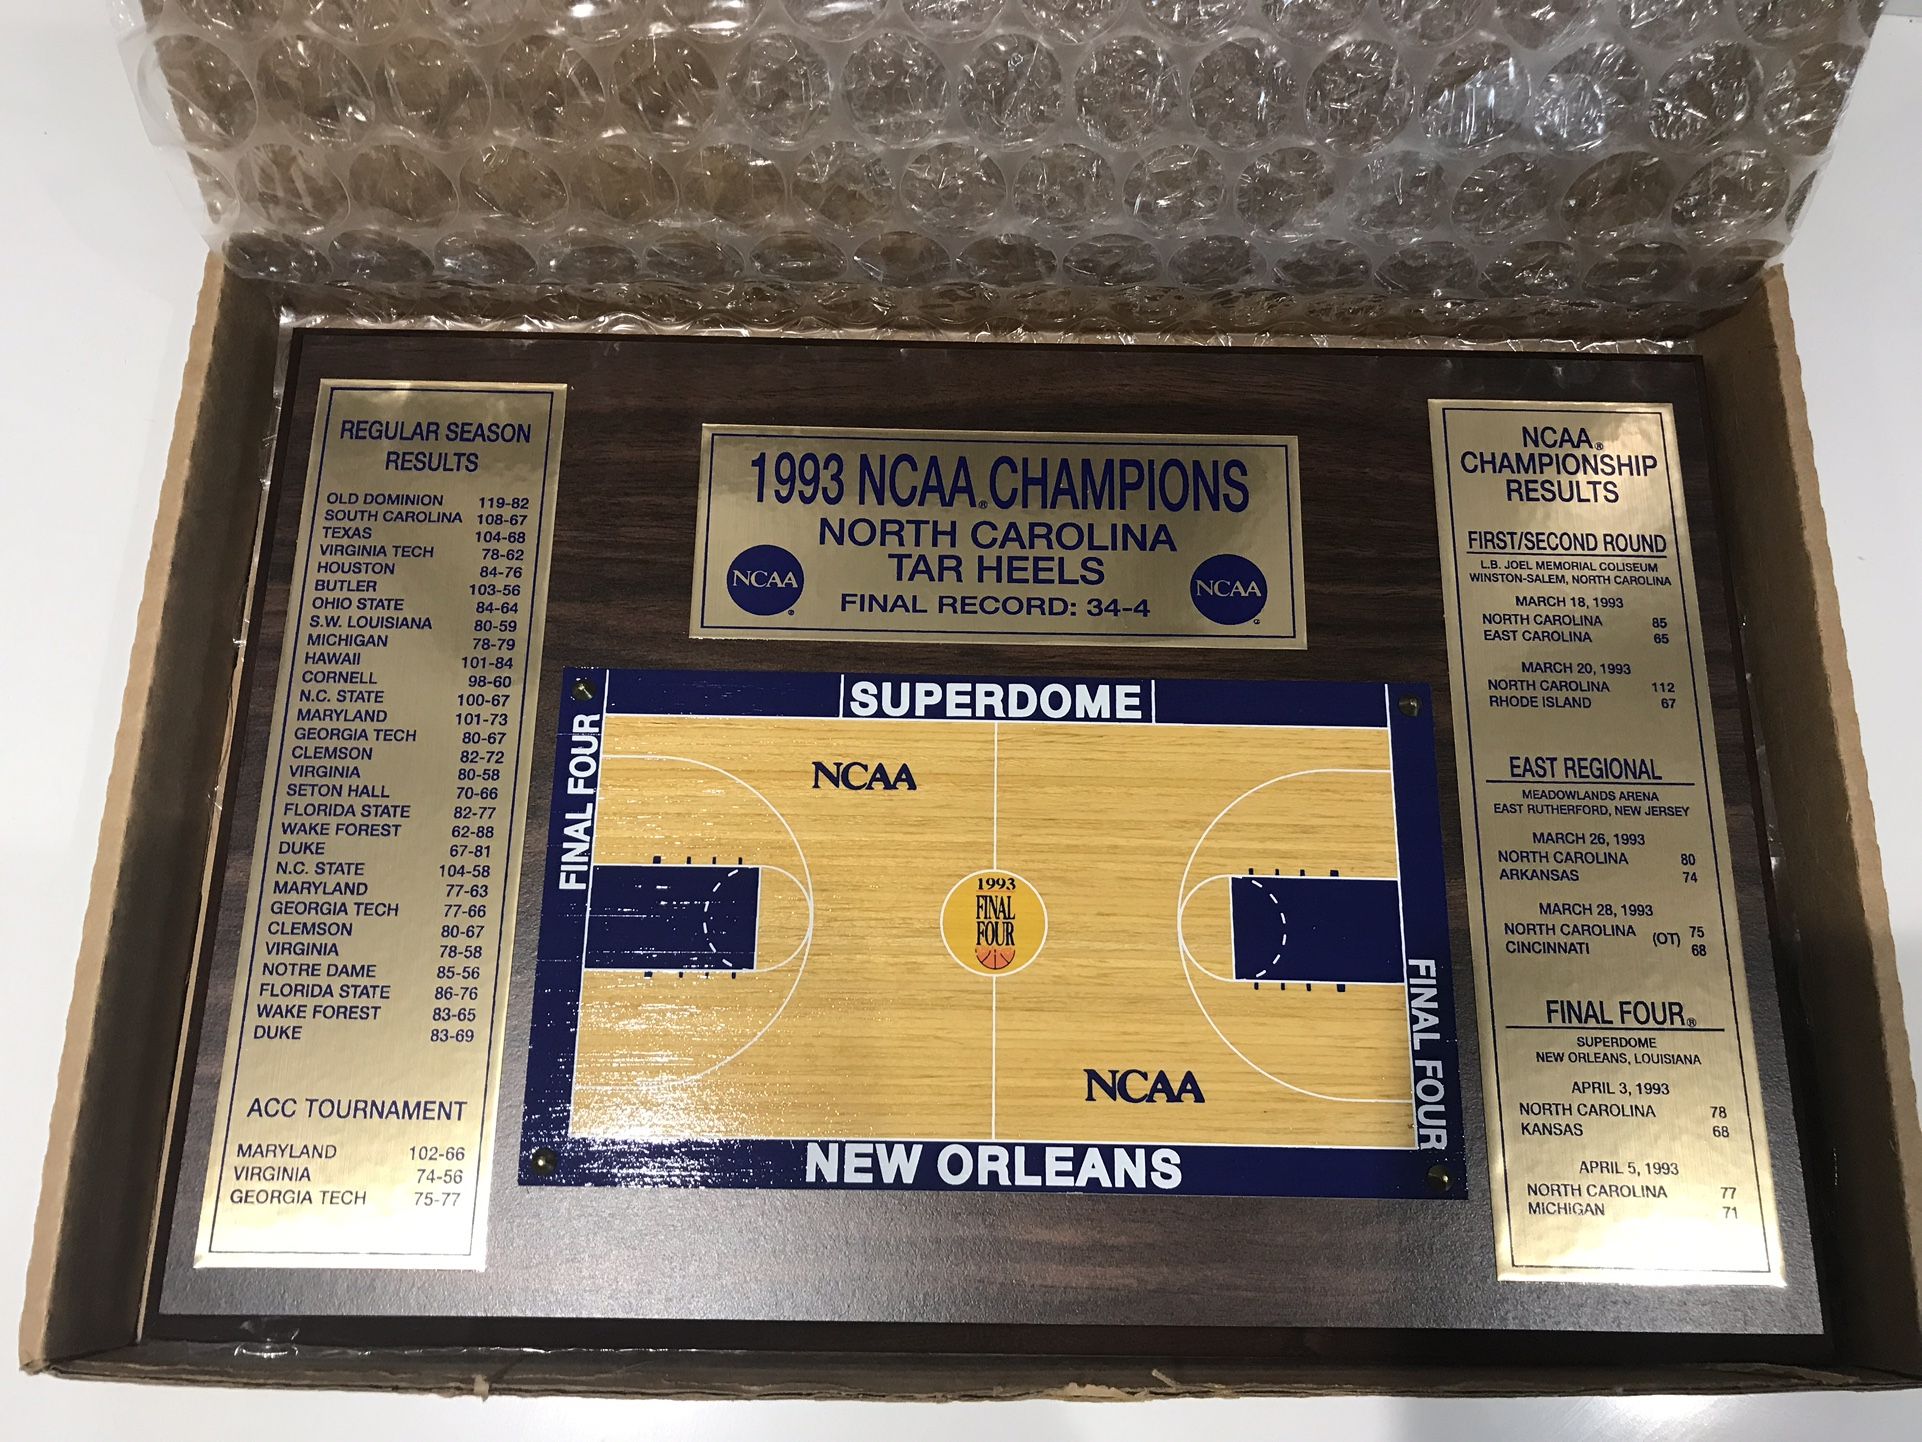 REGULAR SEASON
RESULTS
OLD DOMINION 119-82
SOUTH CAROLINA 108-67
TEXAS 104-68
VIRGINIA TECH 78-62
HOUSTON 84-76
BUTLER 103-56
OHIO STATE 84-64
S.W. LOUISIANA 80-59
MICHIGAN 78-79
HAWAII 101-84
CORNELL 98-60
N.C. STATE 100-67
MARYLAND 101-73
GEORGIA TECH 80-67
CLEMSON 82-72
VIRGINIA 80-58
SETON HALL 70-66
FLORIDA STATE 82-77
WAKE FOREST 62-88
DUKE 67-81
N.C. STATE 104-58
MARYLAND 77-63
GEORGIA TECH 77-66
CLEMSON 80-67
VIRGINIA 78-58
NOTRE DAME 85-56
FLORIDA STATE 86-76
WAKE FOREST 83-65
DUKE 83-69
ACC TOURNAMENT
MARYLAND 102-66
VIRGINIA 74-56
GEORGIA TECH 75-77
1993 NCAA® CHAMPIONS
NORTH CAROLINA
TAR HEELS
FINAL RECORD: 34-4
NCAA
NCAA
SUPERDOME
FINAL FOUR
NCAA
1993
FINAL
FOUR
NCAA
FINAL FOUR
NEW ORLEANS
NCAA®
CHAMPIONSHIP
RESULTS
FIRST/SECOND ROUND
L.B. JOEL MEMORIAL COLISEUM
WINSTON-SALEM, NORTH CAROLINA
MARCH 18, 1993
NORTH CAROLINA 85
EAST CAROLINA 65
MARCH 20, 1993
NORTH CAROLINA 112
RHODE ISLAND 67
EAST REGIONAL
MEADOWLANDS ARENA
EAST RUTHERFORD, NEW JERSEY
MARCH 26, 1993
NORTH CAROLINA 80
ARKANSAS 74
MARCH 28, 1993
NORTH CAROLINA (OT) 75
CINCINNATI 68
FINAL FOUR®
SUPERDOME
NEW ORLEANS, LOUISIANA
APRIL 3, 1993
NORTH CAROLINA 78
KANSAS 68
APRIL 5, 1993
NORTH CAROLINA 77
MICHIGAN 71